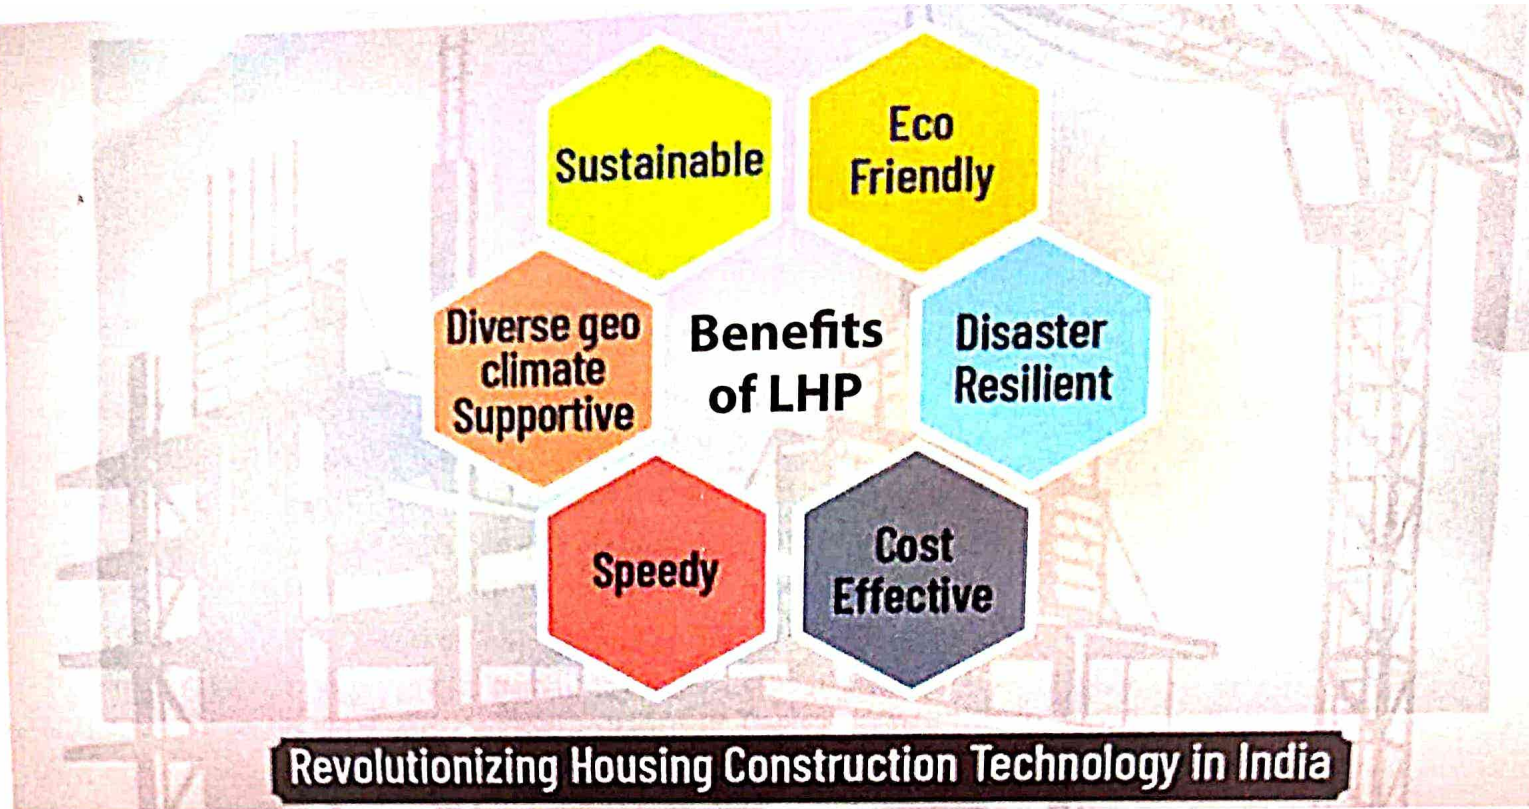 Sustainable
Eco
Friendly
Diverse geo
climate
Supportive
Benefits
of LHP
Disaster
Resilient
Speedy
Cost
Effective
Revolutionizing Housing Construction Technology in India